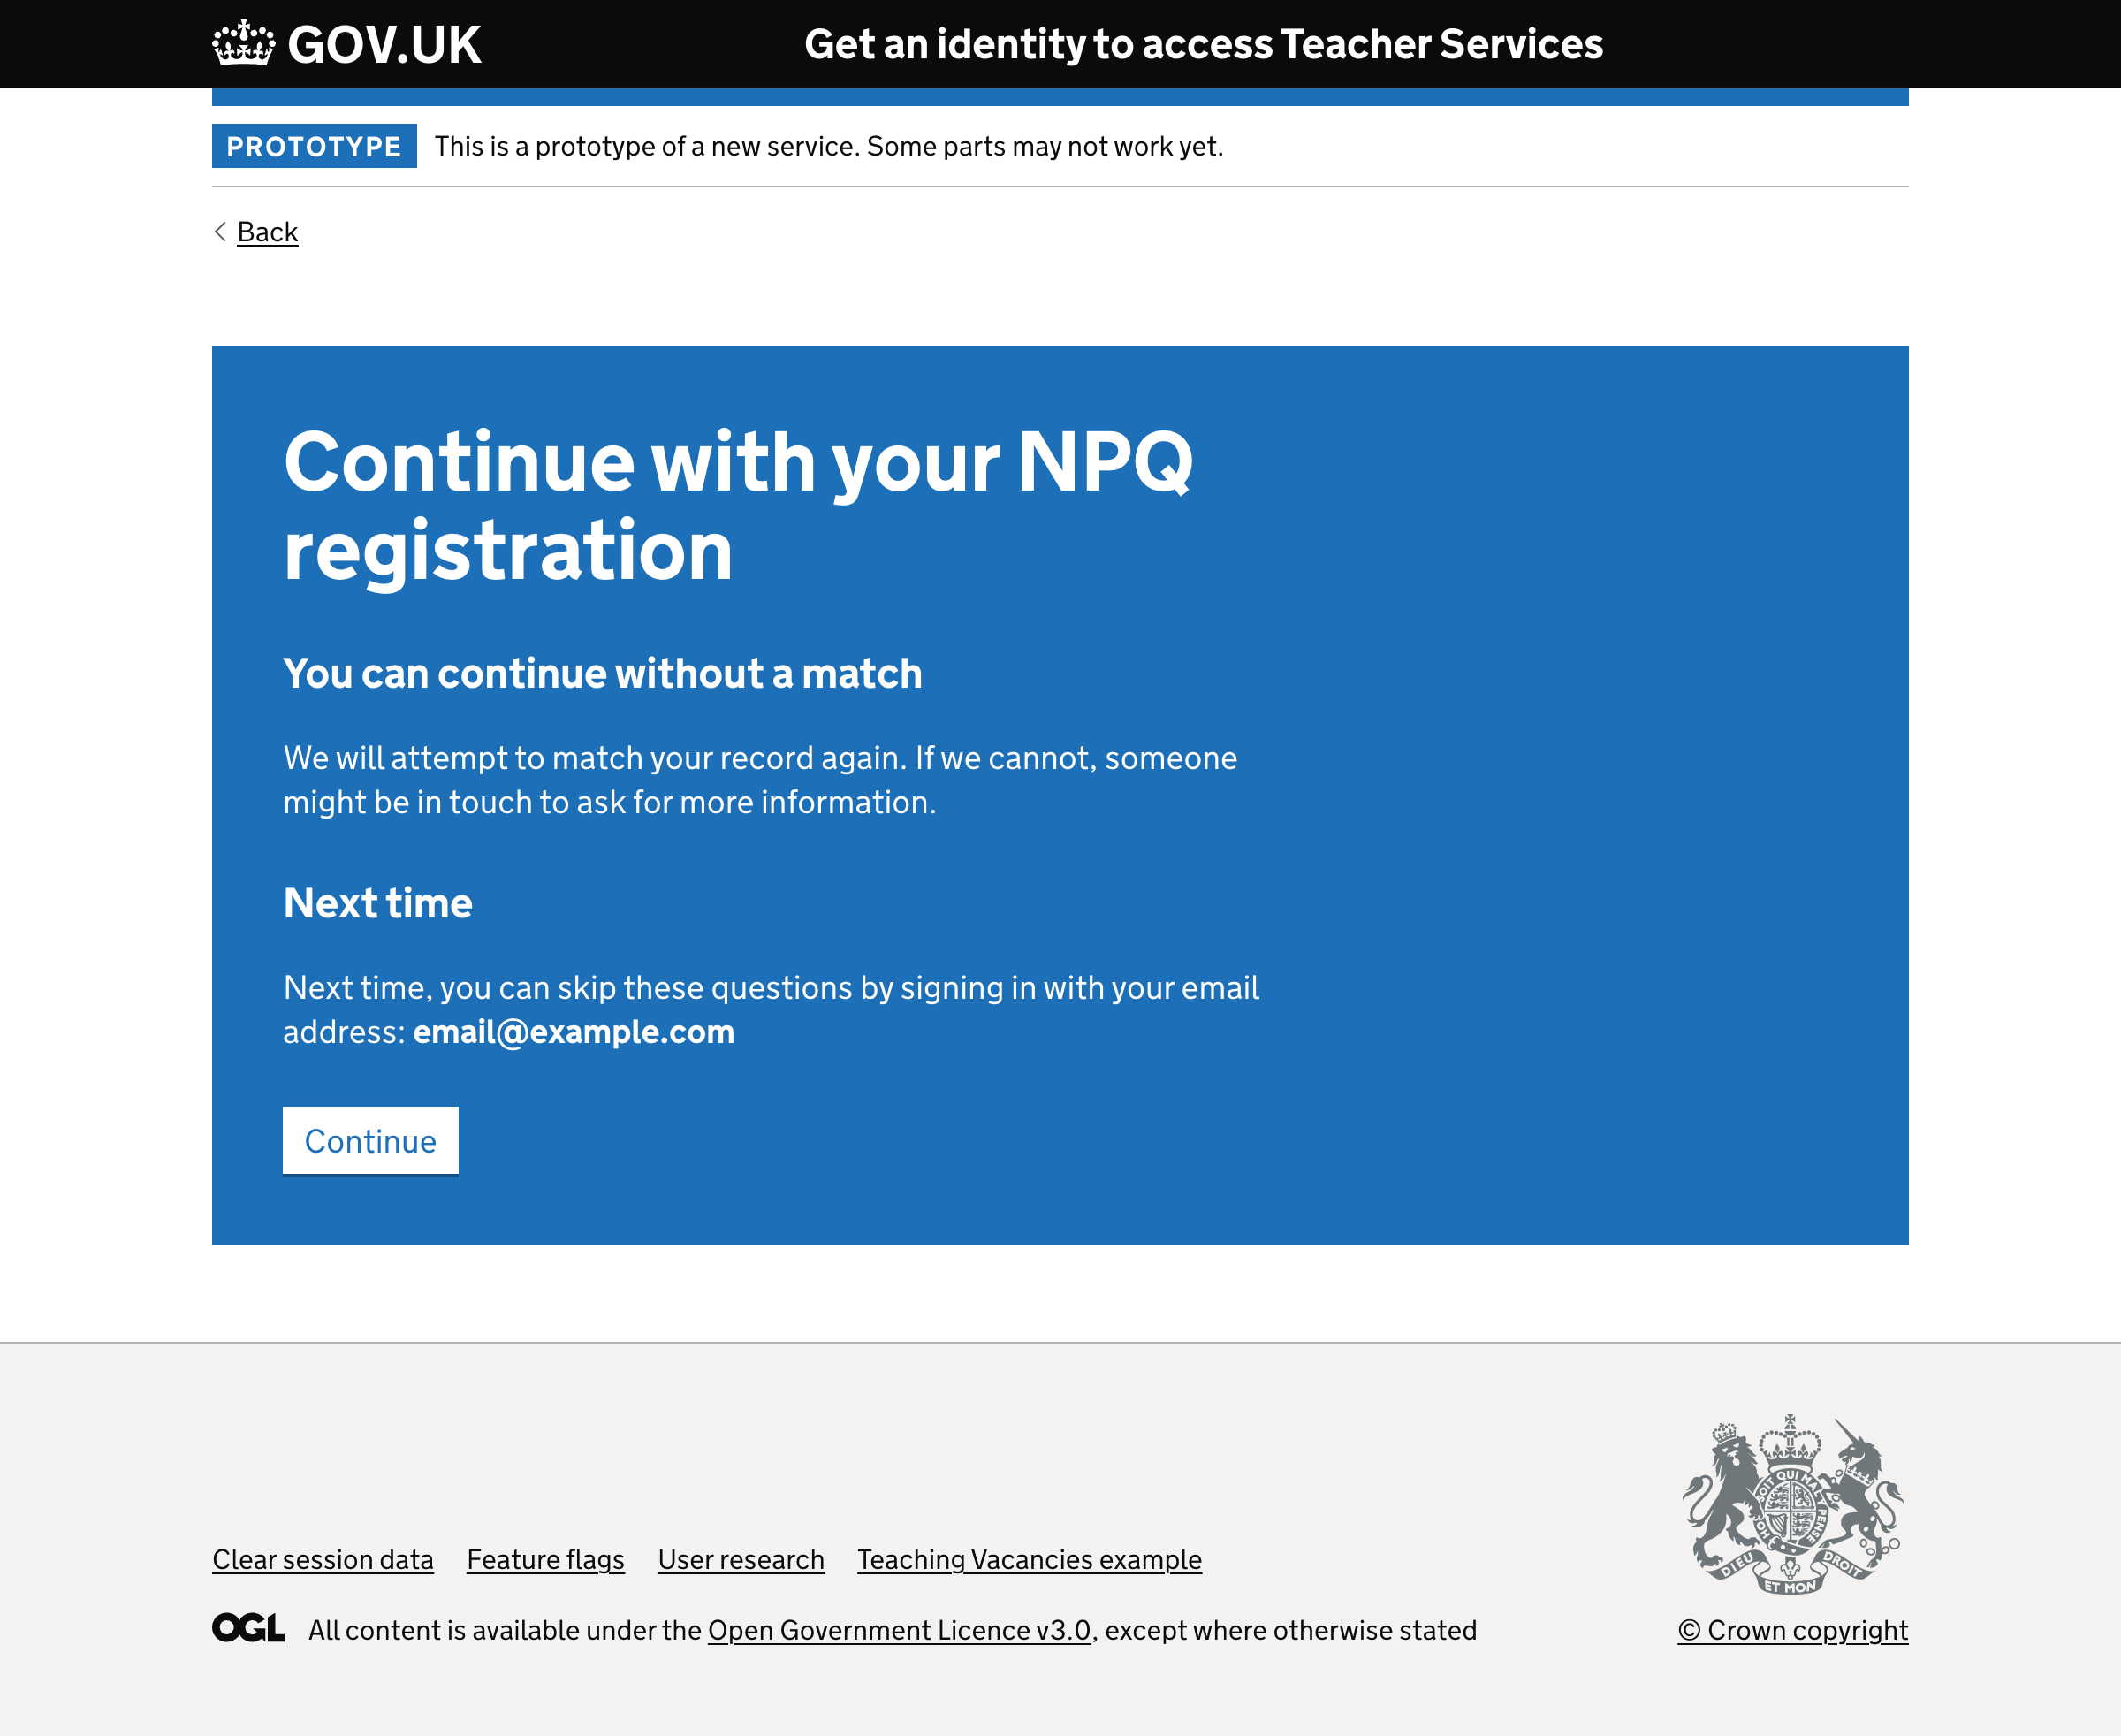 GOV.UK
Get an identity to access Teacher Services
PROTOTYPE
This is a prototype of a new service. Some parts may not work yet.
Back
Continue with your NPQ
registration
You can continue without a match
We will attempt to match your record again. If we cannot, someone
might be in touch to ask for more information.
Next time
Next time, you can skip these questions by signing in with your email
address: email@example.com
Continue
DIEU ET MON DROIT
Clear session data
Feature flags
User research
Teaching Vacancies example
OGL
All content is available under the Open Government Licence v3.0, except where otherwise stated
© Crown copyright